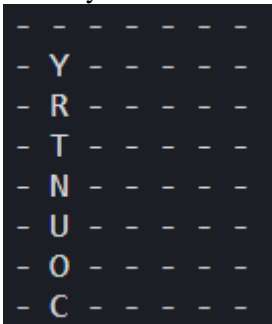 - - - - - - -
- Y - - - - -
- R - - - - -
- T - - - - -
- N - - - - -
- U - - - - -
- O - - - - -
- C - - - - -